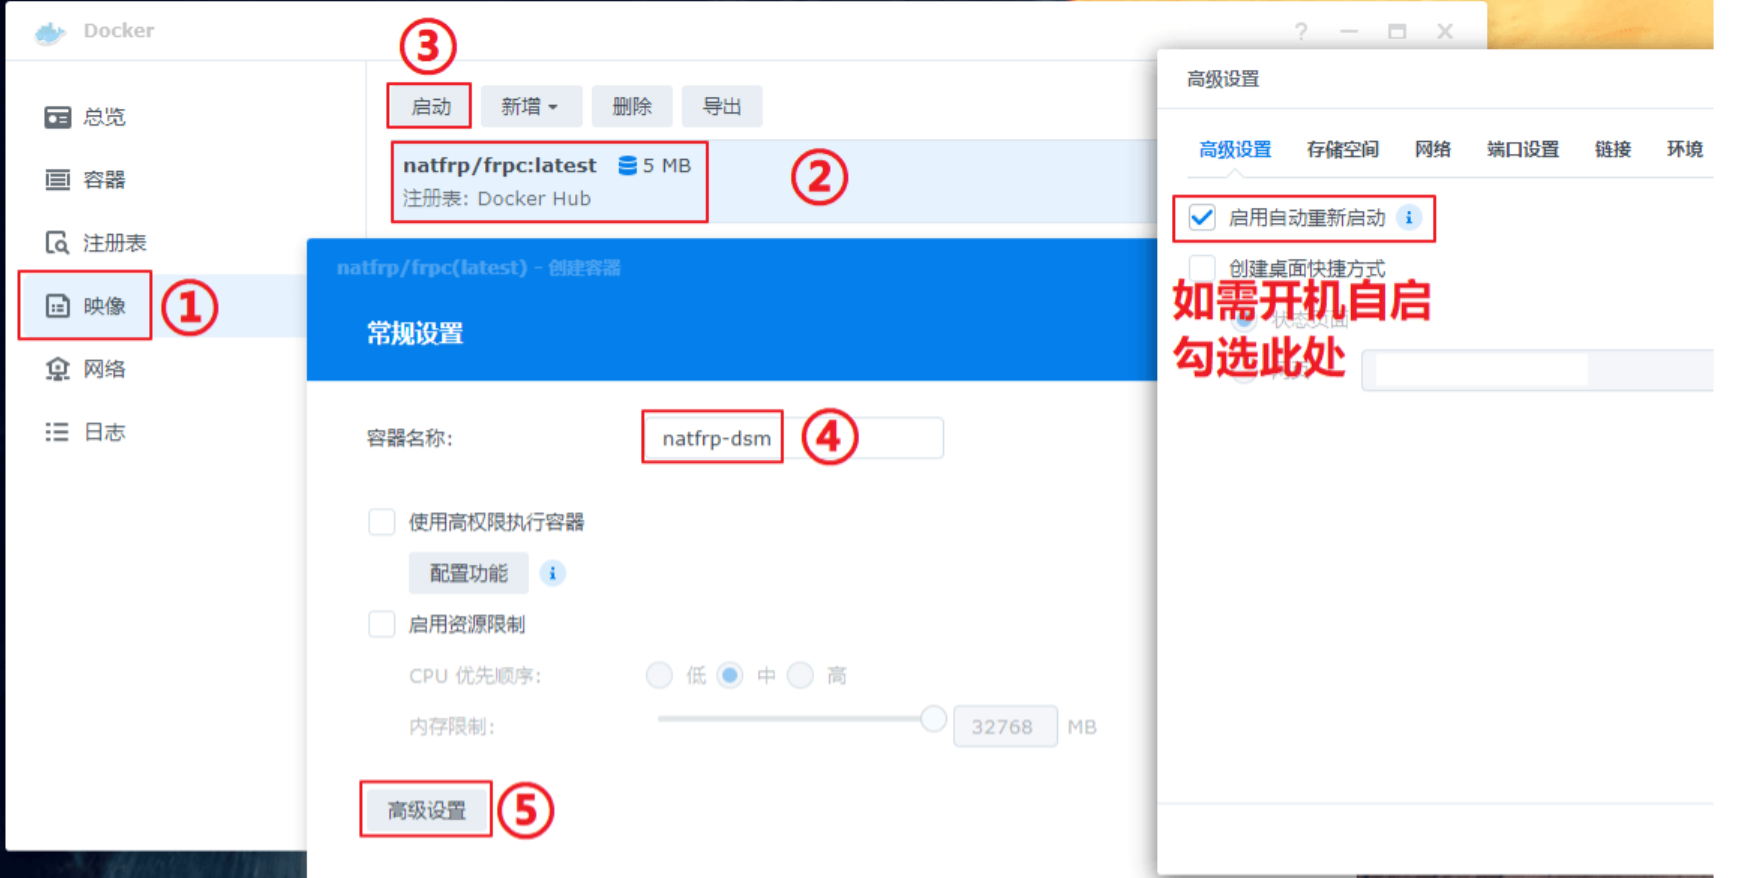 Docker
③
启动
新增
删除
导出
总览
容器
注册表
映像
①
网络
日志
natfrp/frpc:latest 5 MB
注册表: Docker Hub
②
natfrp/frpc(latest) - 创建容器
常规设置
容器名称:
natfrp-dsm
④
使用高权限执行容器
配置功能
启用资源限制
CPU 优先顺序:
低
中
高
内存限制:
32768 MB
高级设置
⑤
高级设置
高级设置 存储空间 网络 端口设置 链接 环境
启用自动重新启动
创建桌面快捷方式
如需开机自启
状态页面
勾选此处